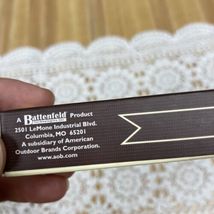 A Battenfeld Product
2501 LeMone Industrial Blvd.
Columbia, MO 65201
A subsidiary of American
Outdoor Brands Corporation.
www.aob.com